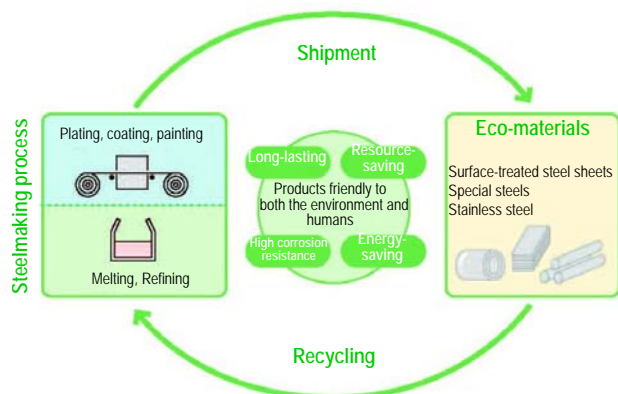 Shipment
Steelmaking process
Plating, coating, painting
Melting, Refining
Long-lasting
Resource-
saving
Products friendly to
both the environment and
humans
High corrosion
resistance
Energy-
saving
Eco-materials
Surface-treated steel sheets
Special steels
Stainless steel
Recycling